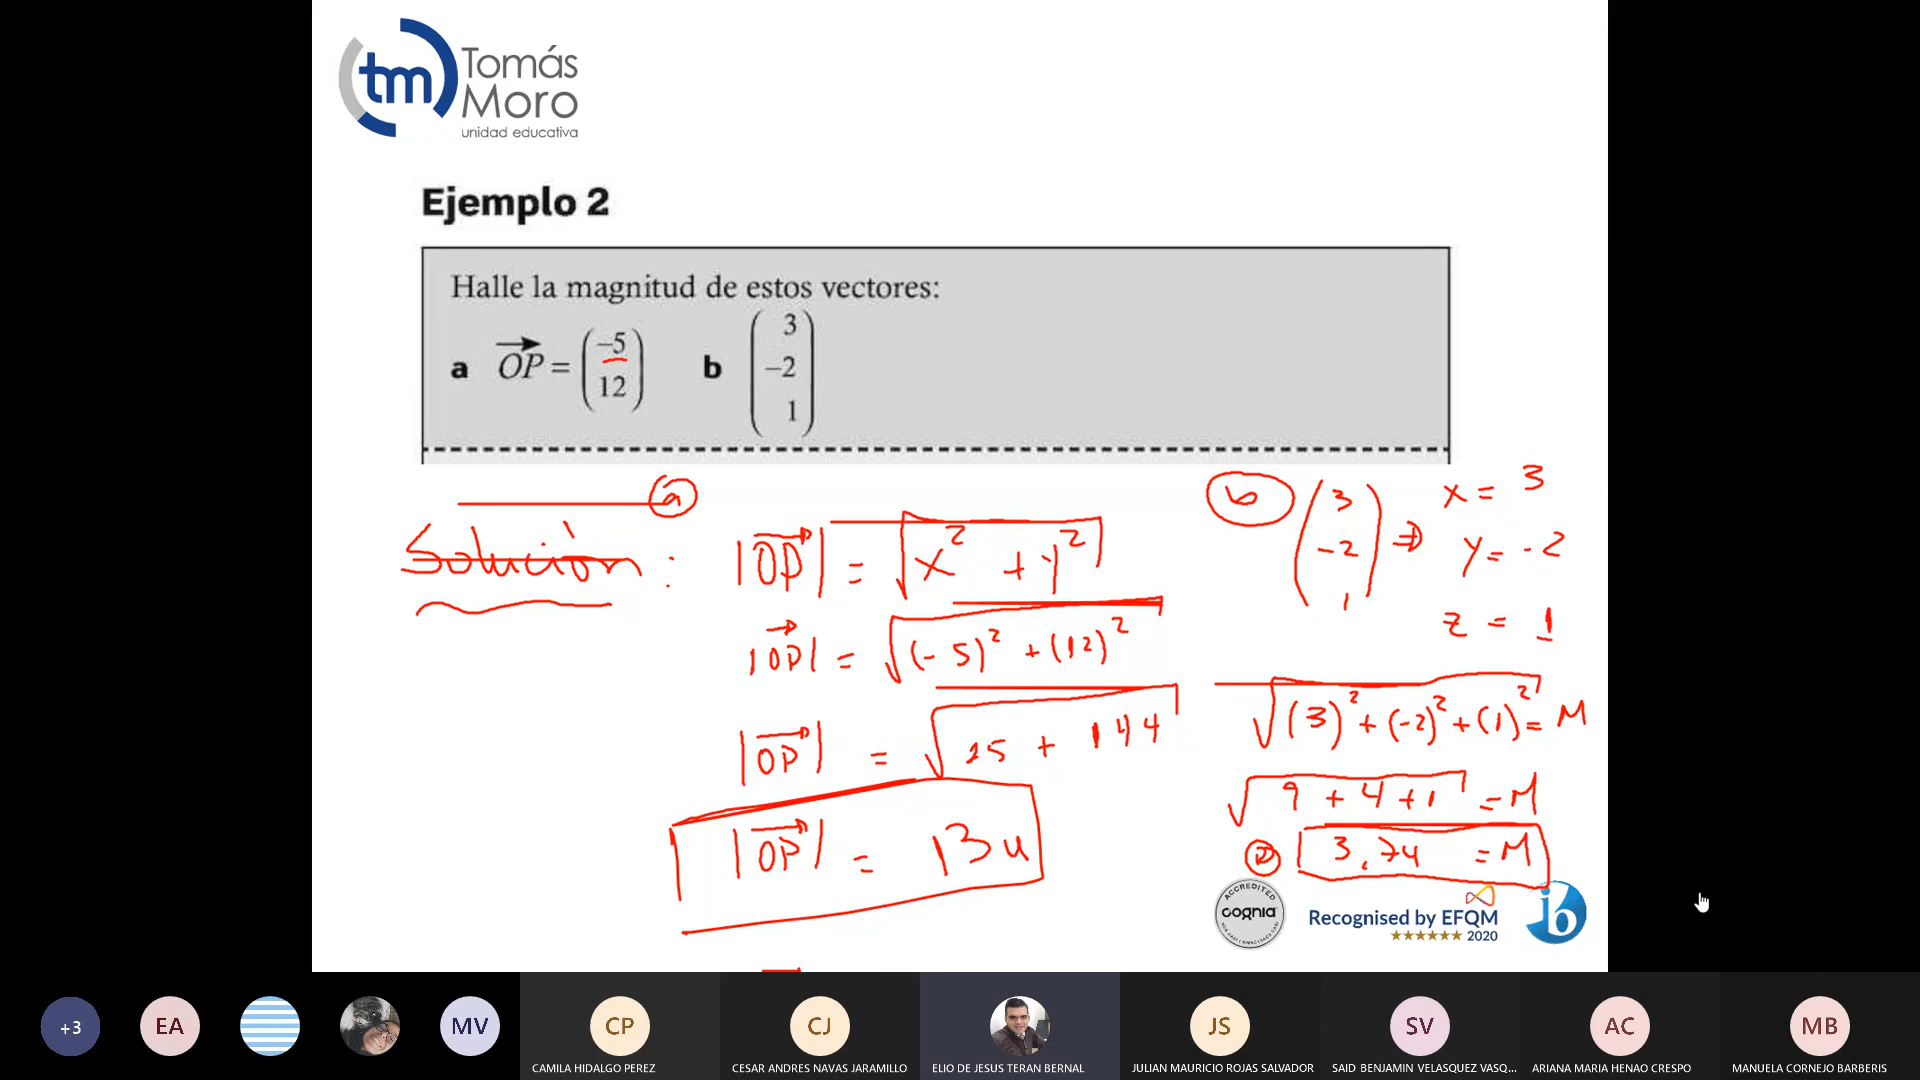 tm Tomás
Moro
unidad educativa
Ejemplo 2
Halle la magnitud de estos vectores:
a OP = (−5 12) b (3 −2 1)
a
Solución : |OP| = √x² + y²
|OP| = √(-5)² + (12)²
|OP| = √25 + 144
|OP| = 13u
b (3 -2 1) ⇒ x = 3
y = -2
z = 1
√(3)² + (-2)² + (1)² = M
√9 + 4 + 1 = M
3,74 = M
ACCREDITED
cognia
Recognised by EFQM
★★★★★★ 2020
ib
+3
EA
MV
CP
CAMILA HIDALGO PEREZ
CJ
CESAR ANDRES NAVAS JARAMILLO
ELIO DE JESUS TERAN BERNAL
JS
JULIAN MAURICIO ROJAS SALVADOR
SV
SAID BENJAMIN VELASQUEZ VASQ...
AC
ARIANA MARIA HENAO CRESPO
MB
MANUELA CORNEJO BARBERIS